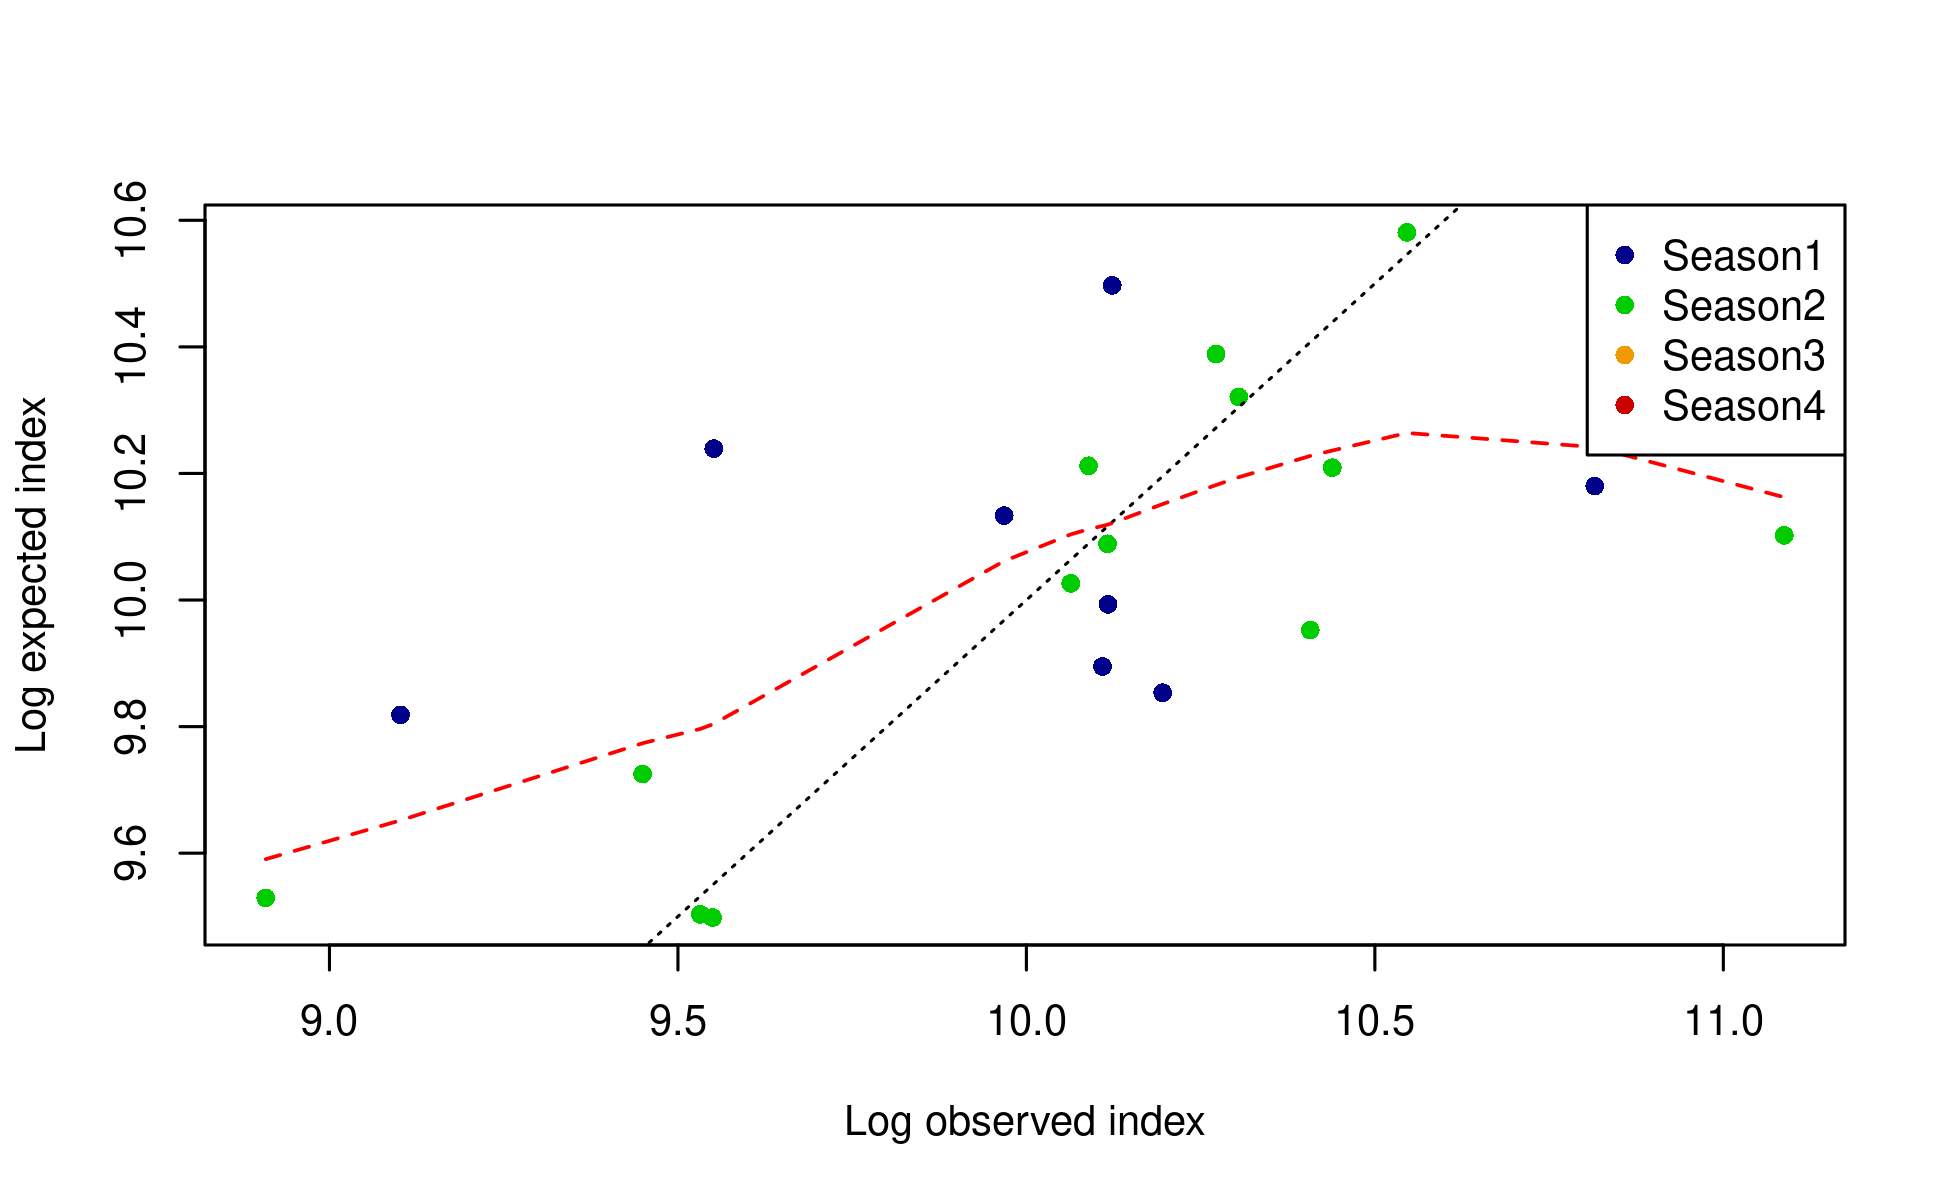 Log expected index
10.6
10.4
10.2
10.0
9.8
9.6
Season1
Season2
Season3
Season4
9.0 9.5 10.0 10.5 11.0
Log observed index